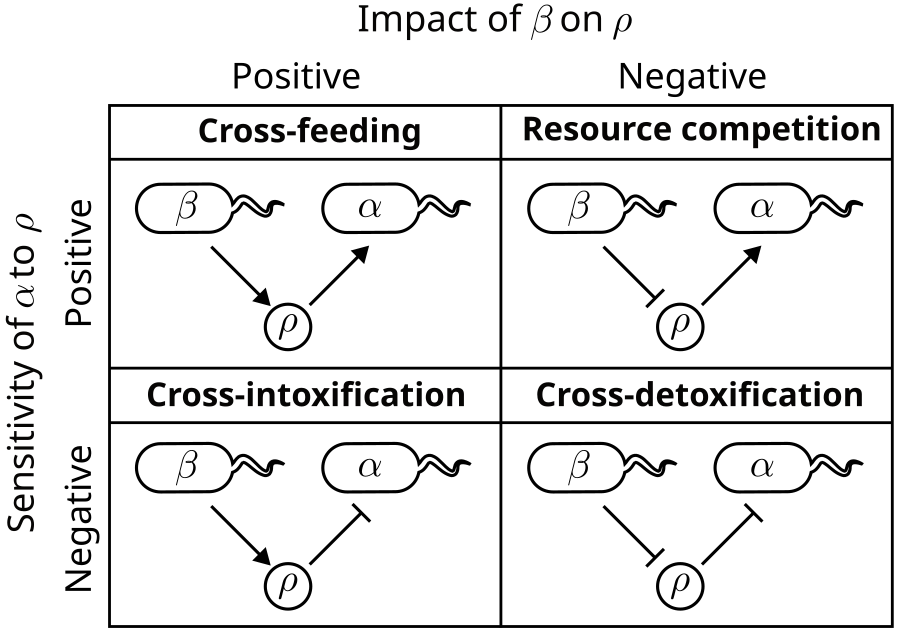 Impact of β on ρ
Positive Negative
Cross-feeding Resource competition
Sensitivity of α to ρ
Positive
β α β α
ρ ρ
Cross-intoxification Cross-detoxification
Negative
β α β α
ρ ρ